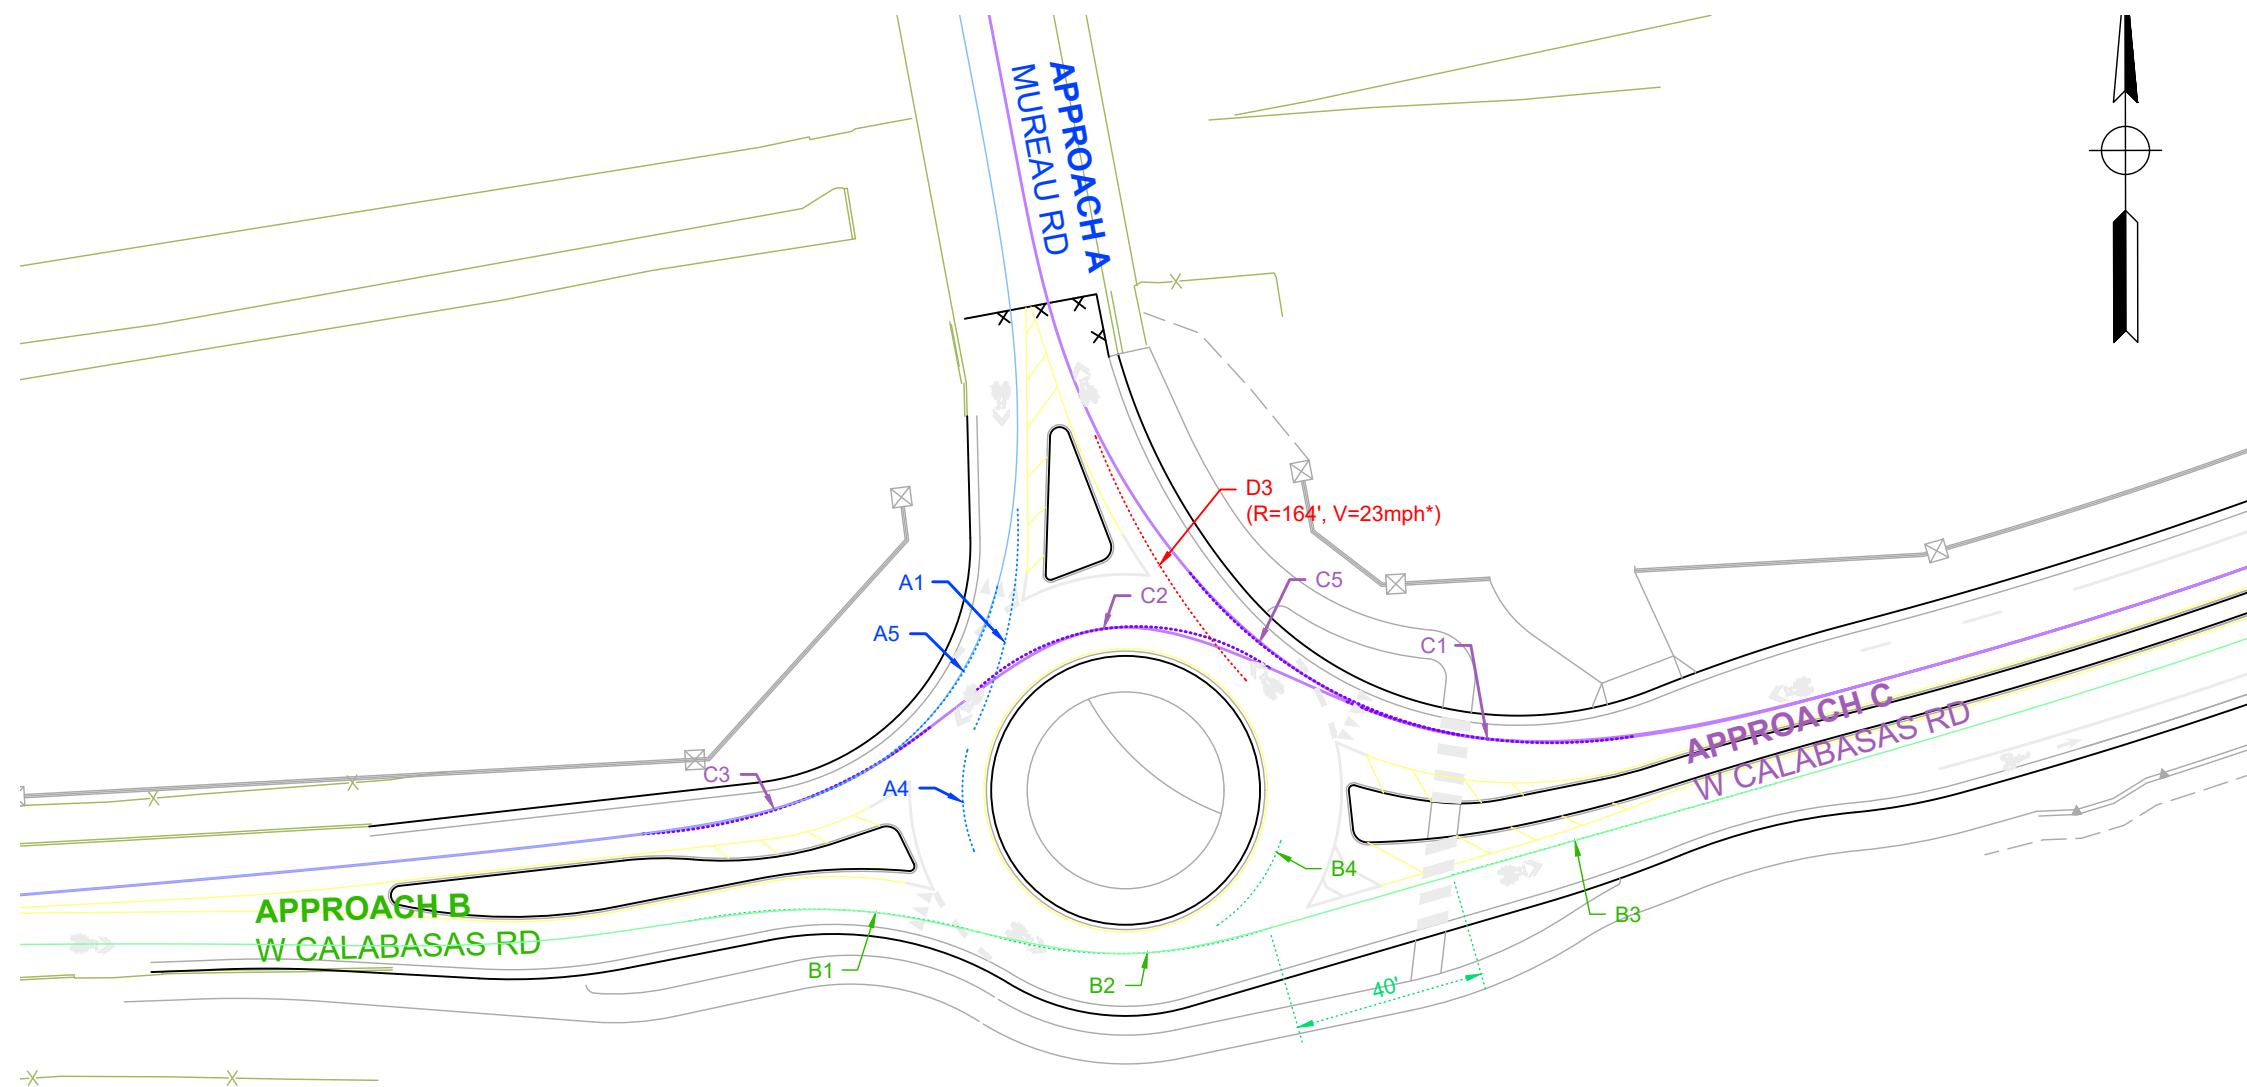 APPROACH A
MUREAU RD
D3
(R=164', V=23mph*)
A1
C2
C5
A5
C1
C3
A4
APPROACH C
W CALABASAS RD
B4
APPROACH B
W CALABASAS RD
B3
B1
B2
40'